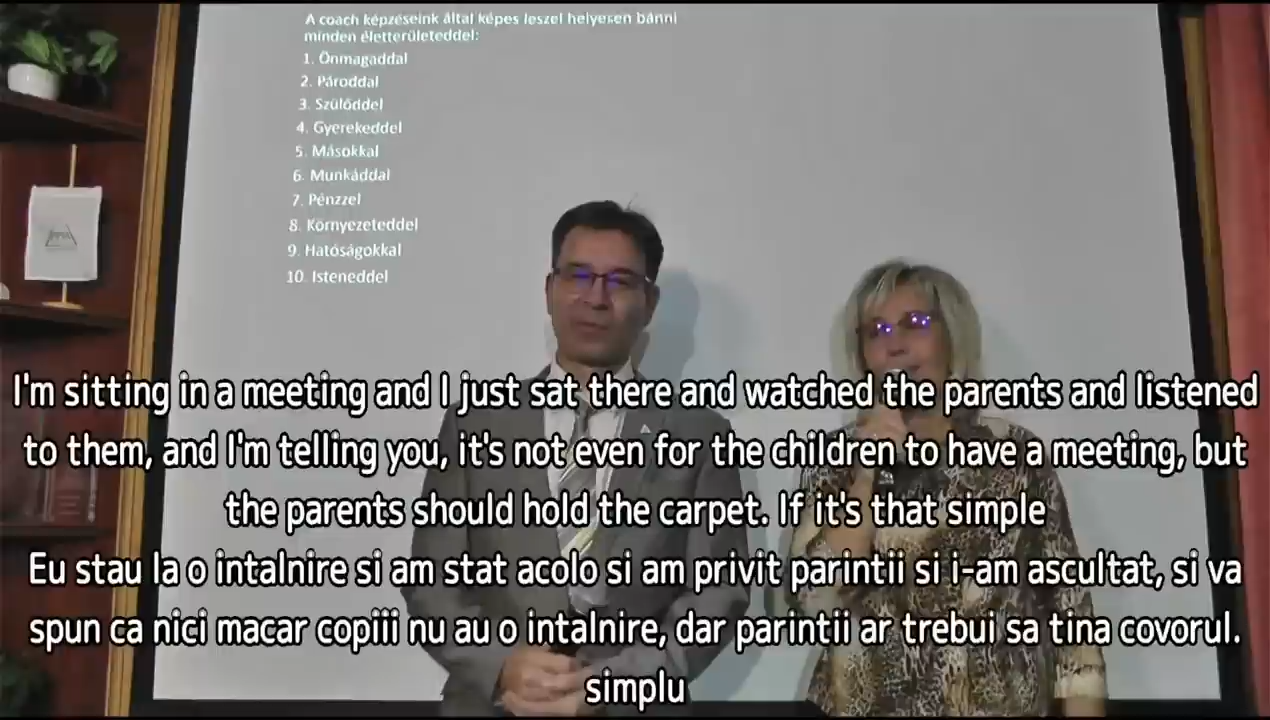 A coach képzéseink által képes leszel helyesen bánni
minden életterületeddel:
1. Önmagaddal
2. Pároddal
3. Szülőddel
4. Gyerekeddel
5. Másokkal
6. Munkáddal
7. Pénzzel
8. Környezeteddel
9. Hatóságokkal
10. Isteneddel
I'm sitting in a meeting and I just sat there and watched the parents and listened
to them, and I'm telling you, it's not even for the children to have a meeting, but
the parents should hold the carpet. If it's that simple
Eu stau la o intalnire si am stat acolo si am privit parintii si i-am ascultat, si va
spun ca nici macar copiii nu au o intalnire, dar parintii ar trebui sa tina covorul.
simplu